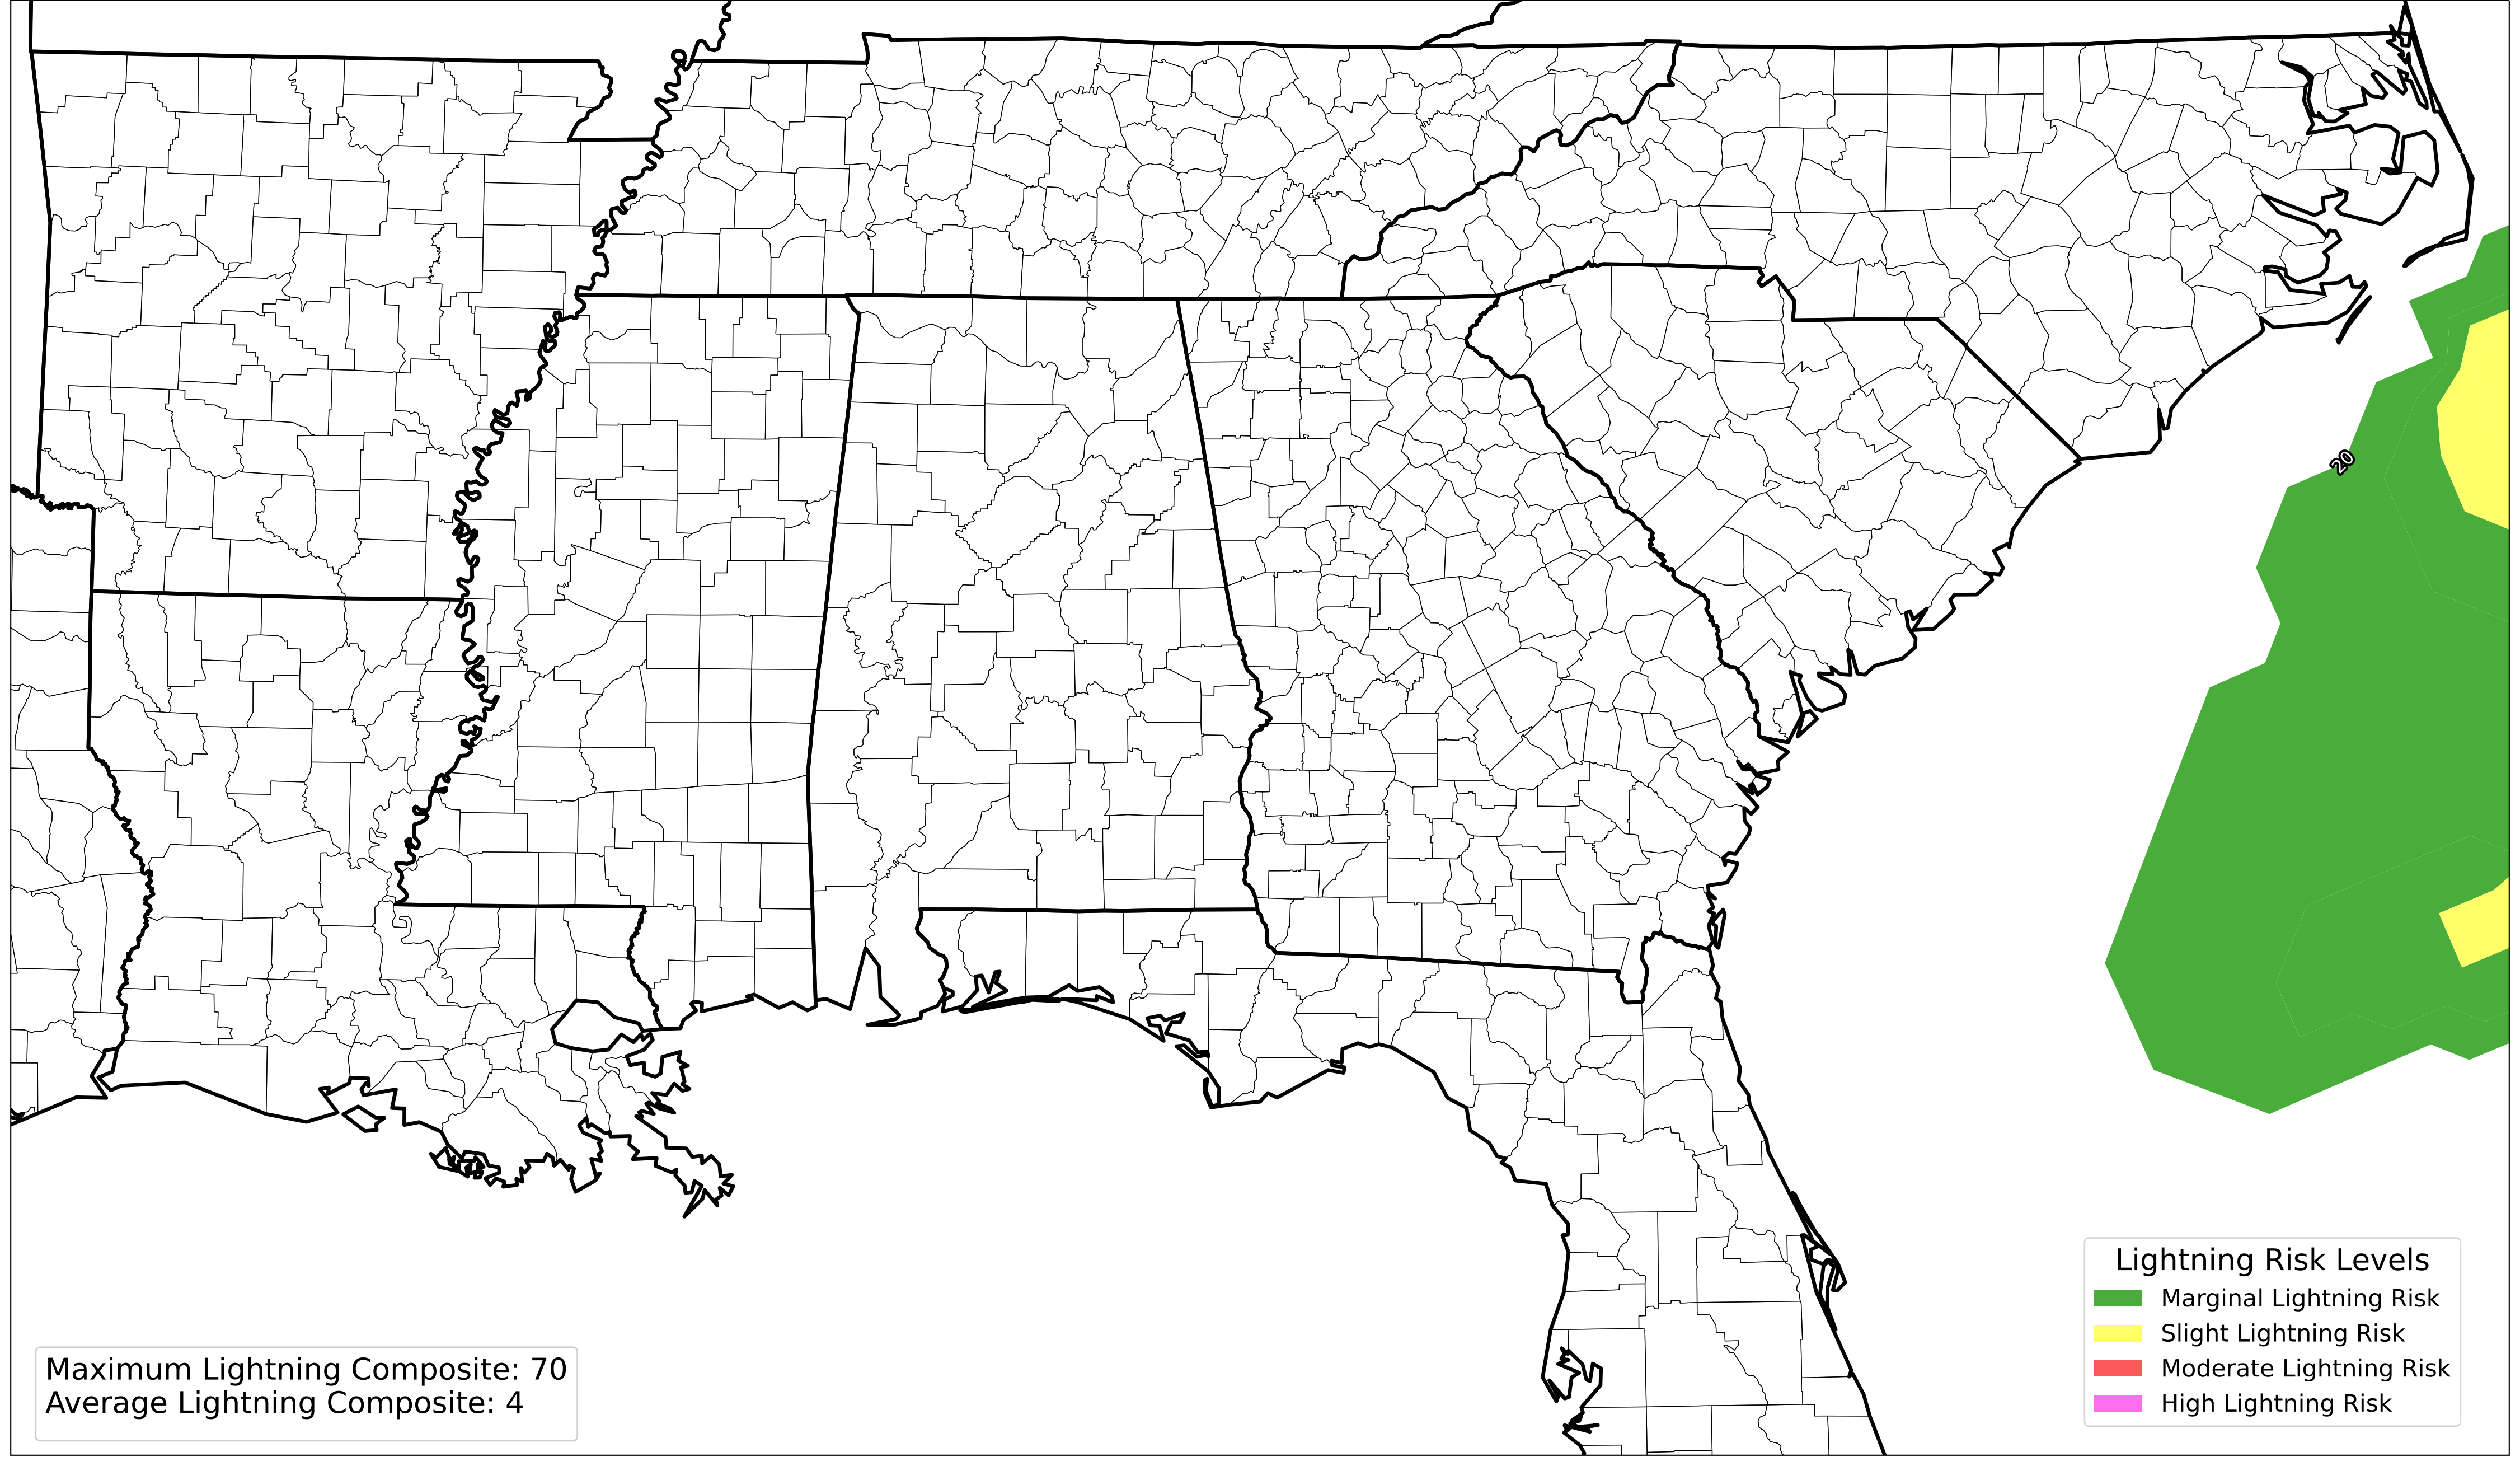 20
Lightning Risk Levels
Marginal Lightning Risk
Slight Lightning Risk
Moderate Lightning Risk
High Lightning Risk
Maximum Lightning Composite: 70
Average Lightning Composite: 4